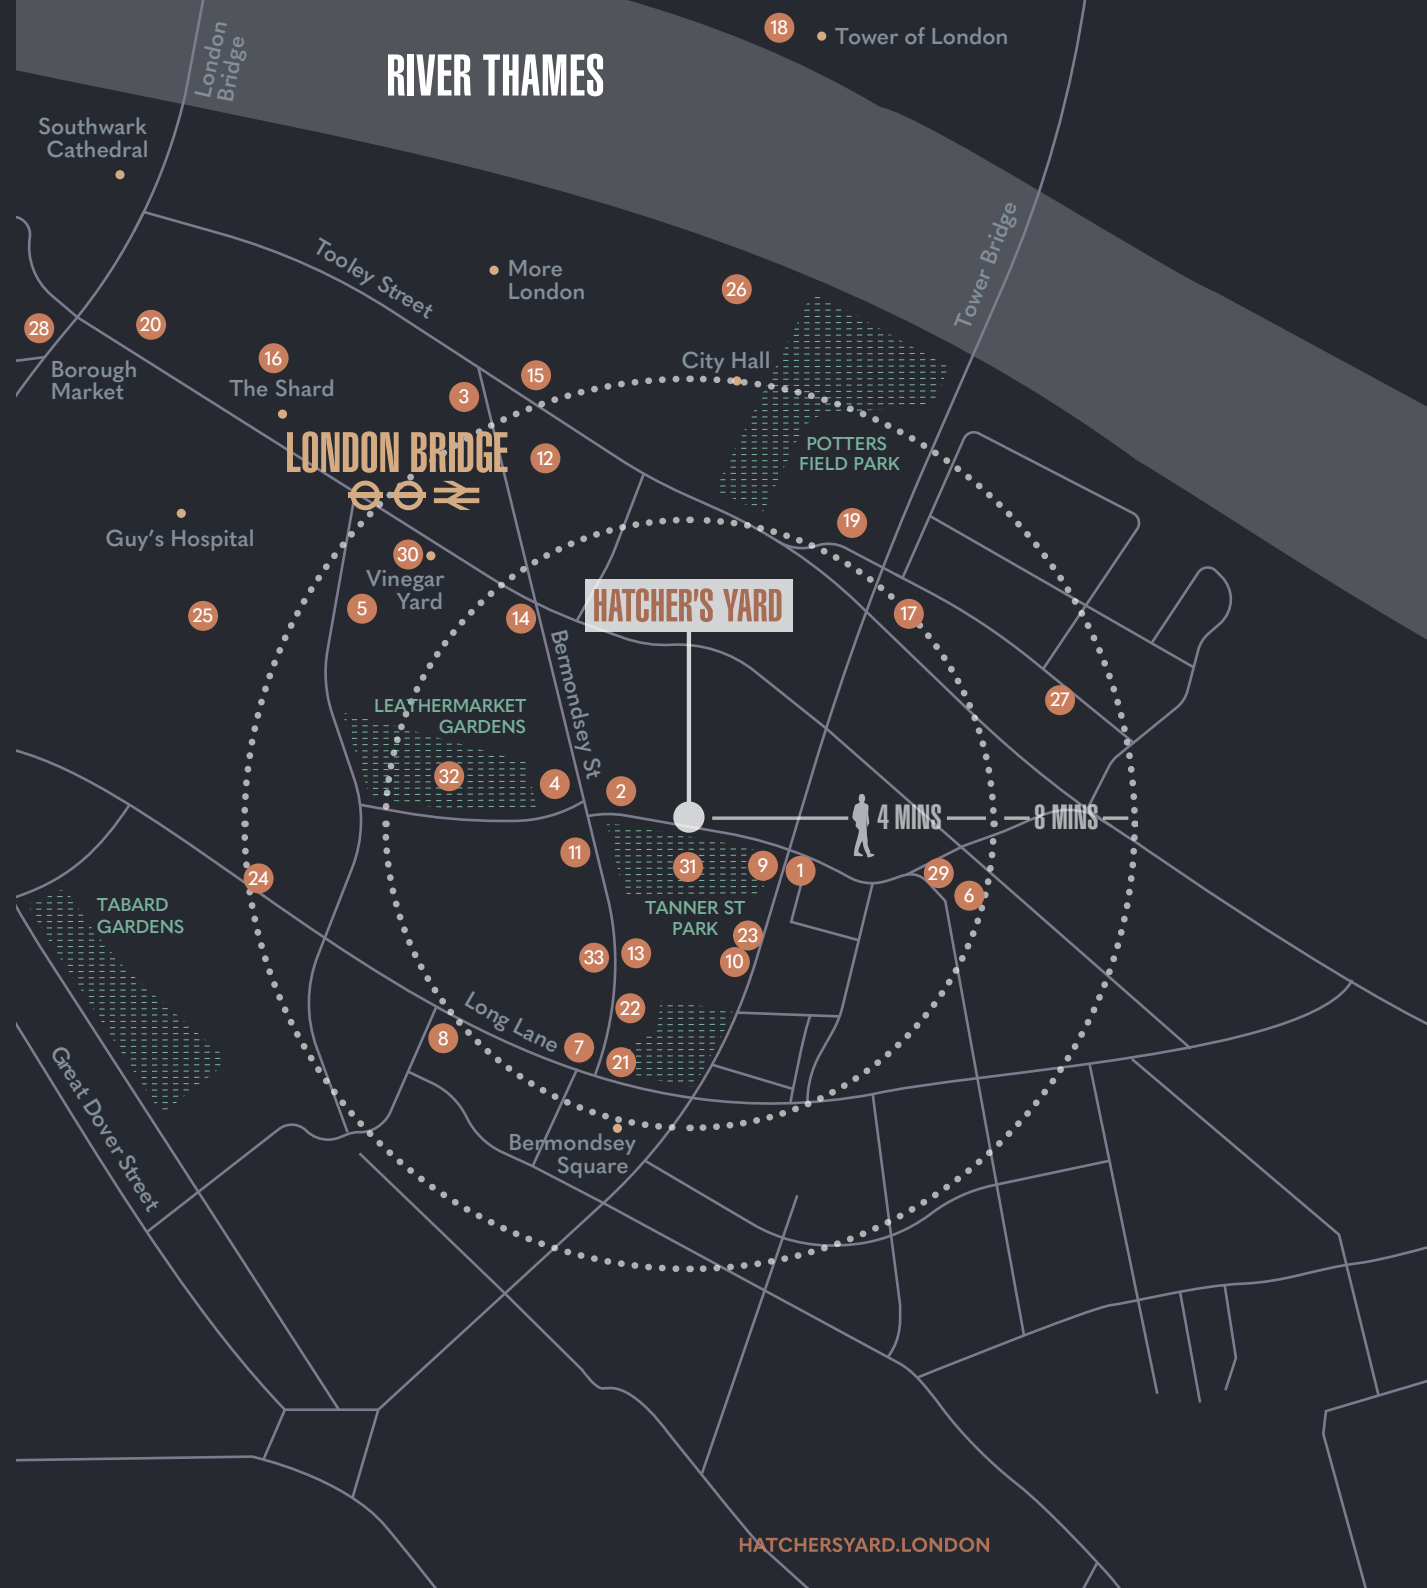 18
Tower of London
London
Bridge
RIVER THAMES
Southwark
Cathedral
Tower Bridge
Tooley Street
More
London
26
28
20
Borough
Market
16
The Shard
15
3
City Hall
LONDON BRIDGE
12
POTTERS
FIELD PARK
19
Guy's Hospital
30
Vinegar
Yard
5
25
14
HATCHER'S YARD
17
Bermondsey St
LEATHERMARKET
GARDENS
27
32
4
2
4 MINS
8 MINS
11
31
9
1
29
6
24
TABARD
GARDENS
TANNER ST
PARK
23
33
13
10
22
Long Lane
8
7
21
Great Dover Street
Bermondsey
Square
HATCHERSYARD.LONDON